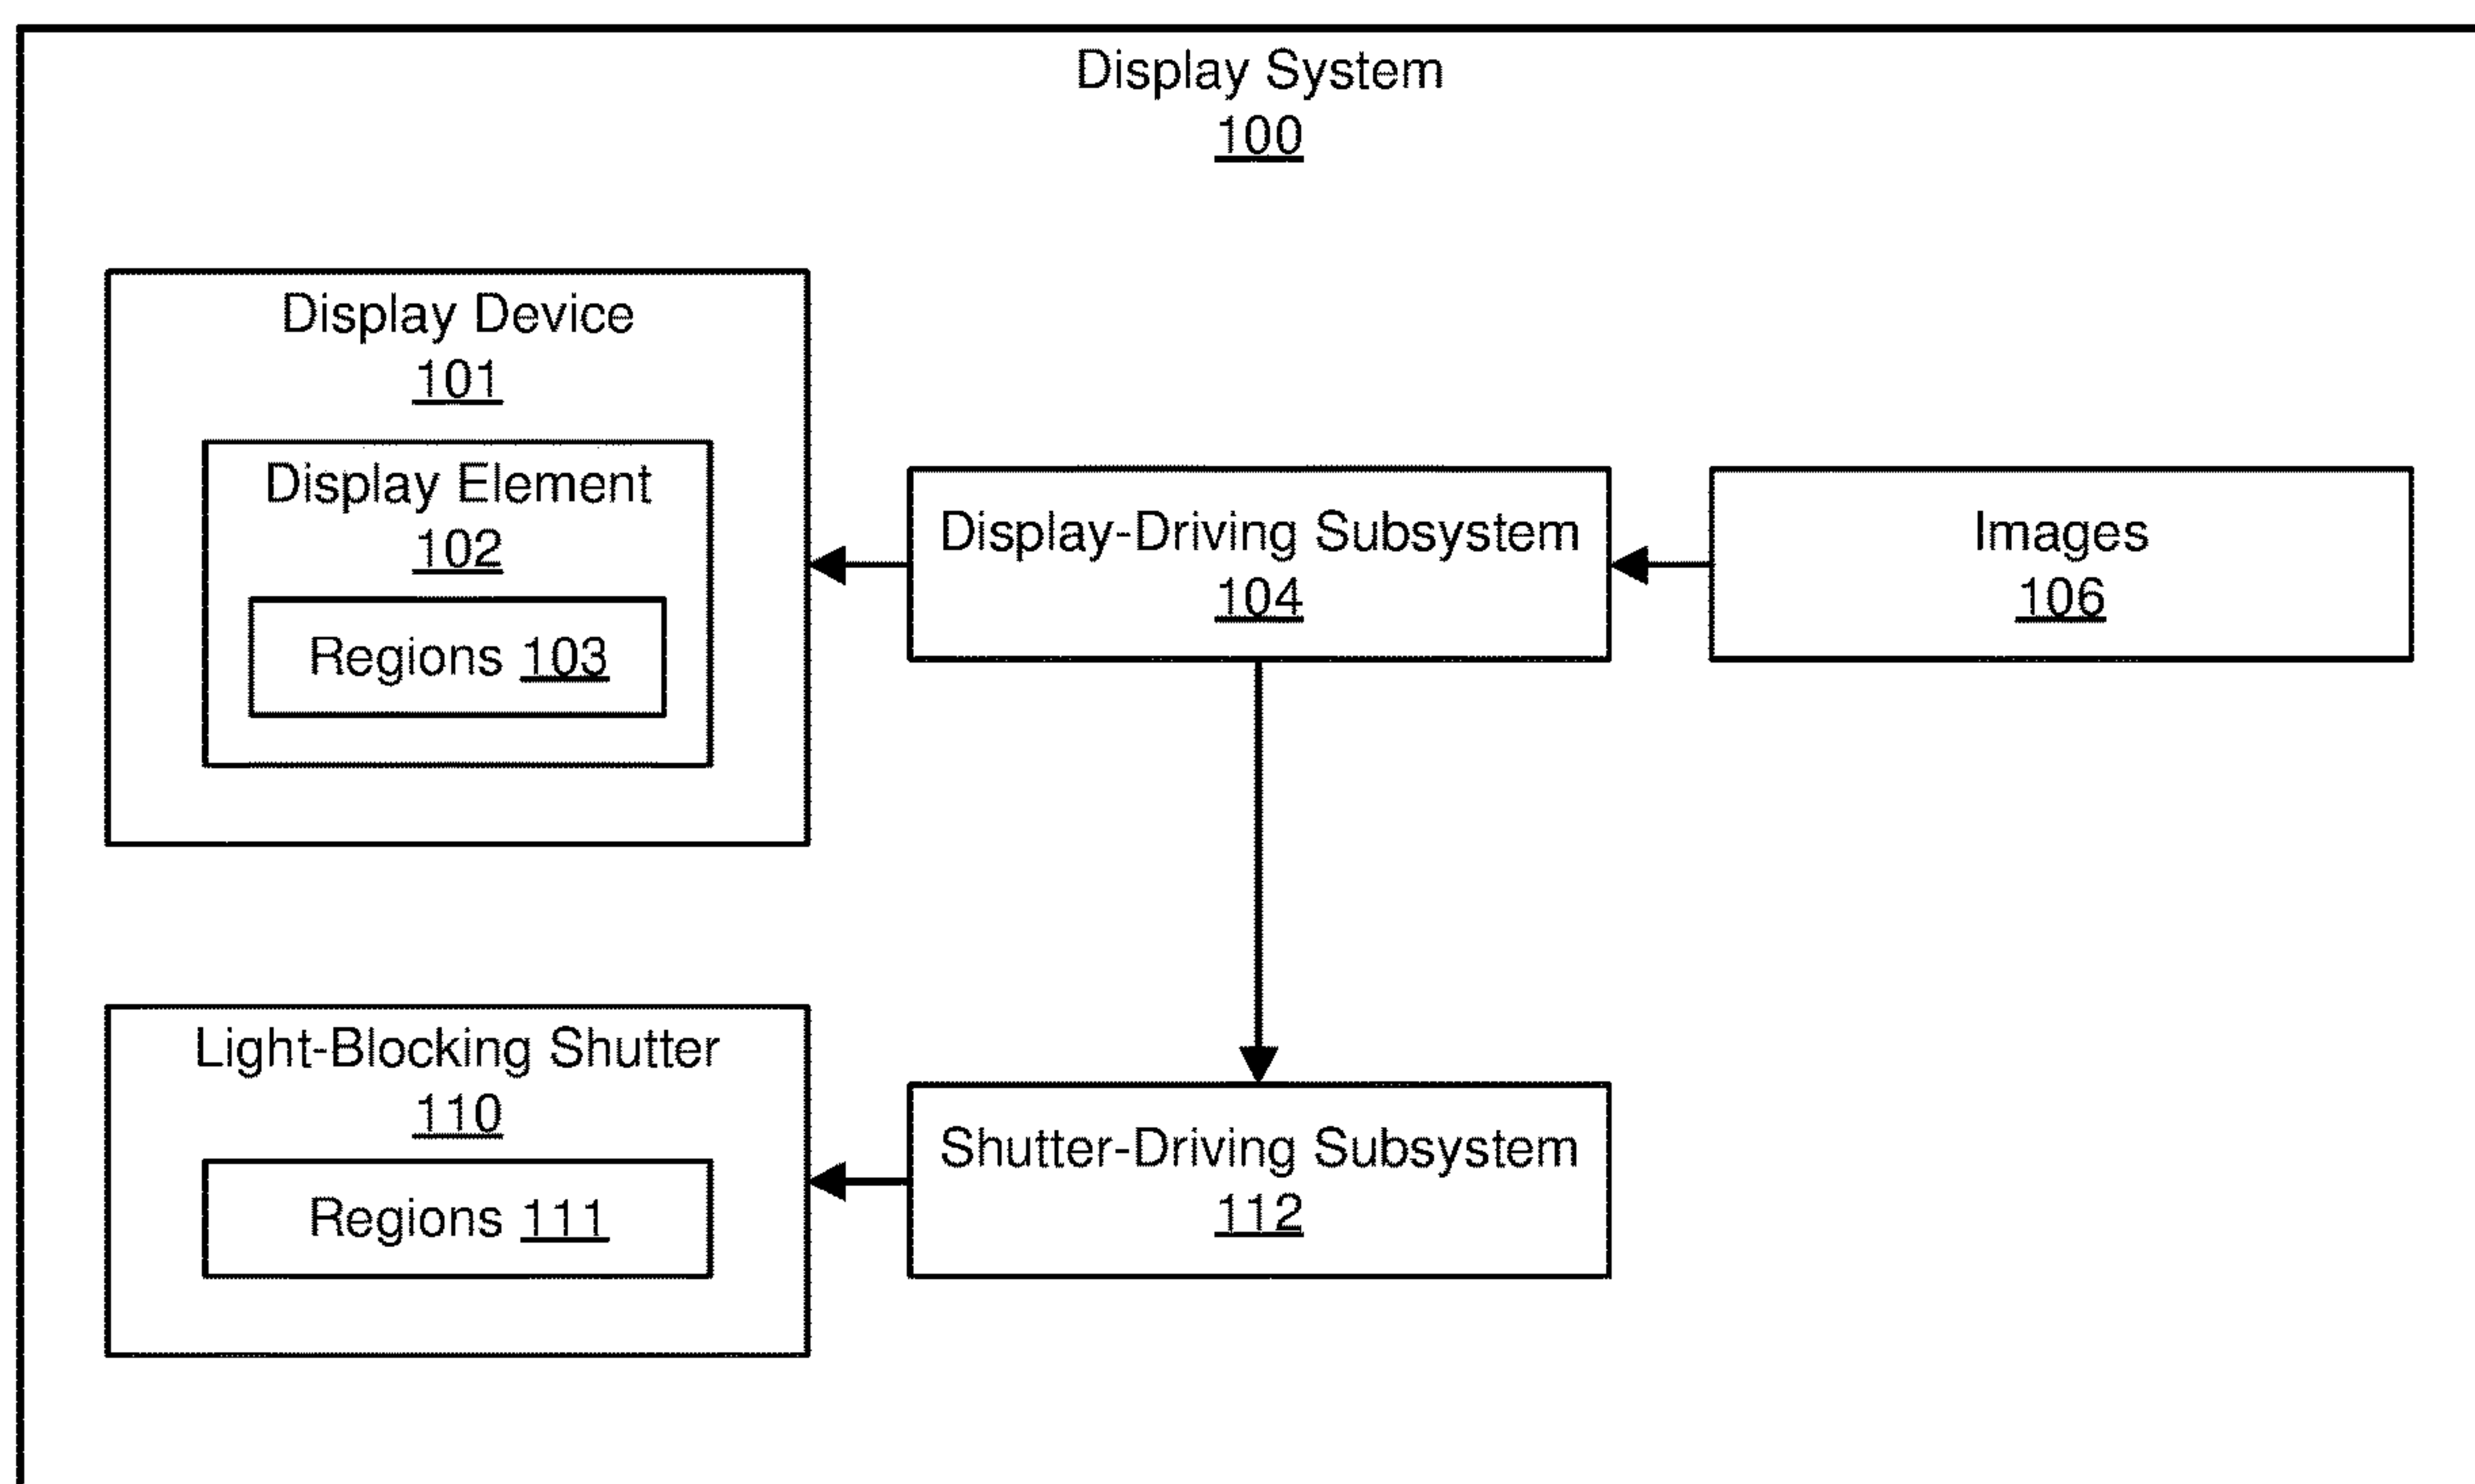 Display System
100
Display Device
101
Display Element
102
Regions 103
Display-Driving Subsystem
104
Images
106
Light-Blocking Shutter
110
Regions 111
Shutter-Driving Subsystem
112